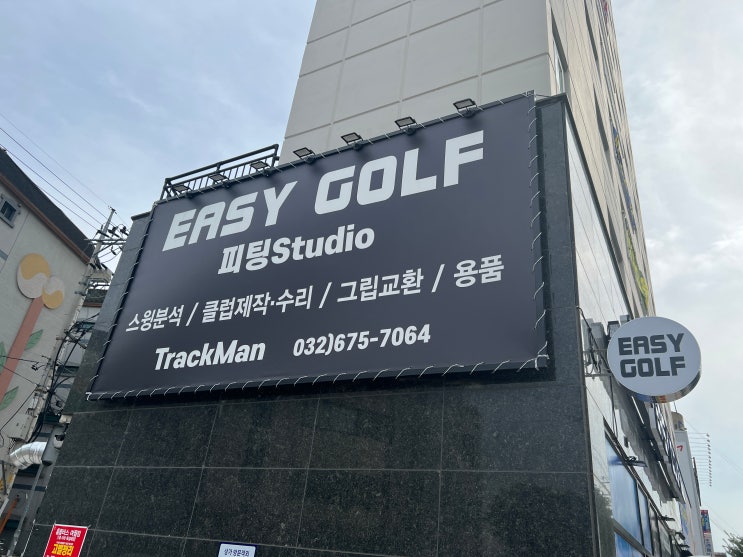 EASY GOLF
피팅Studio
스윙분석 / 클럽제작·수리 / 그립교환 / 용품
TrackMan 032)675-7064
EASY
GOLF